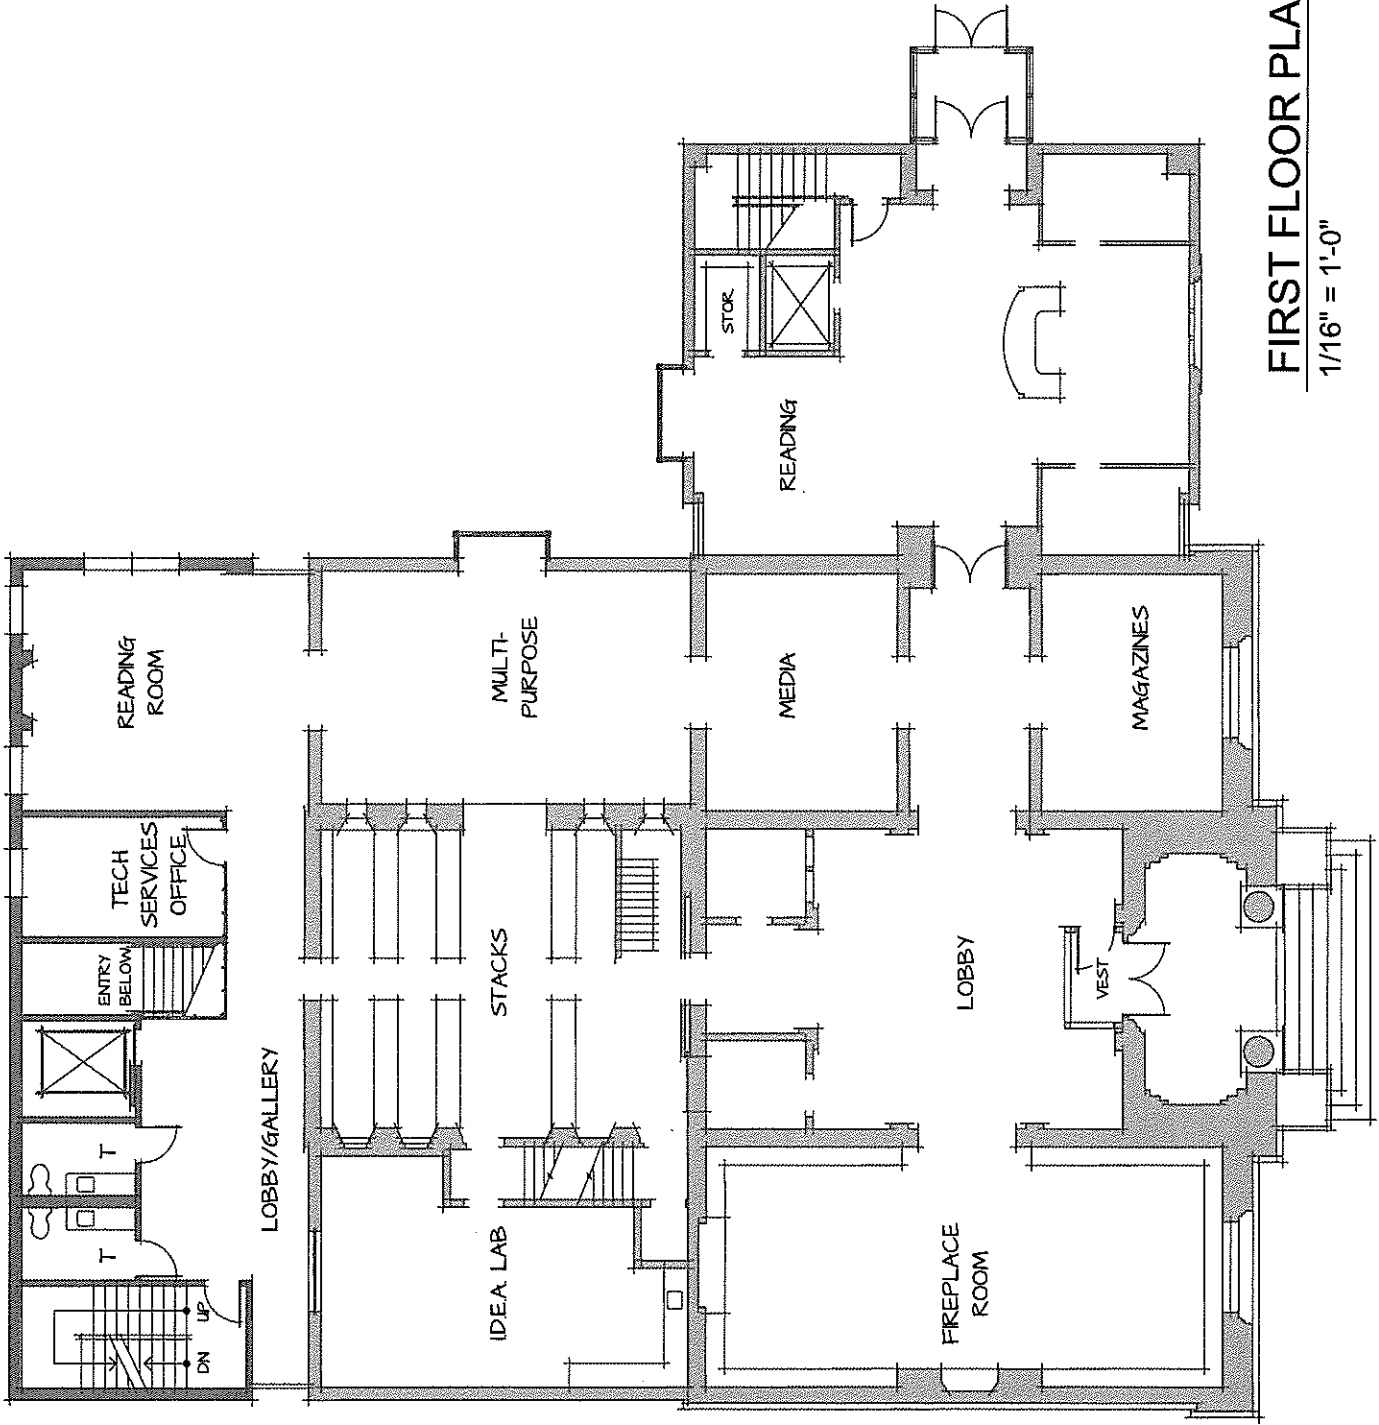 READING
ROOM
TECH
SERVICES
OFFICE
ENTRY
BELOW
T
T
UP
DN
LOBBY/GALLERY
MULTI-
PURPOSE
STACKS
IDEA LAB
MEDIA
STOR
READING
LOBBY
VEST
MAGAZINES
FIREPLACE
ROOM
FIRST FLOOR PLA
1/16" = 1'-0"